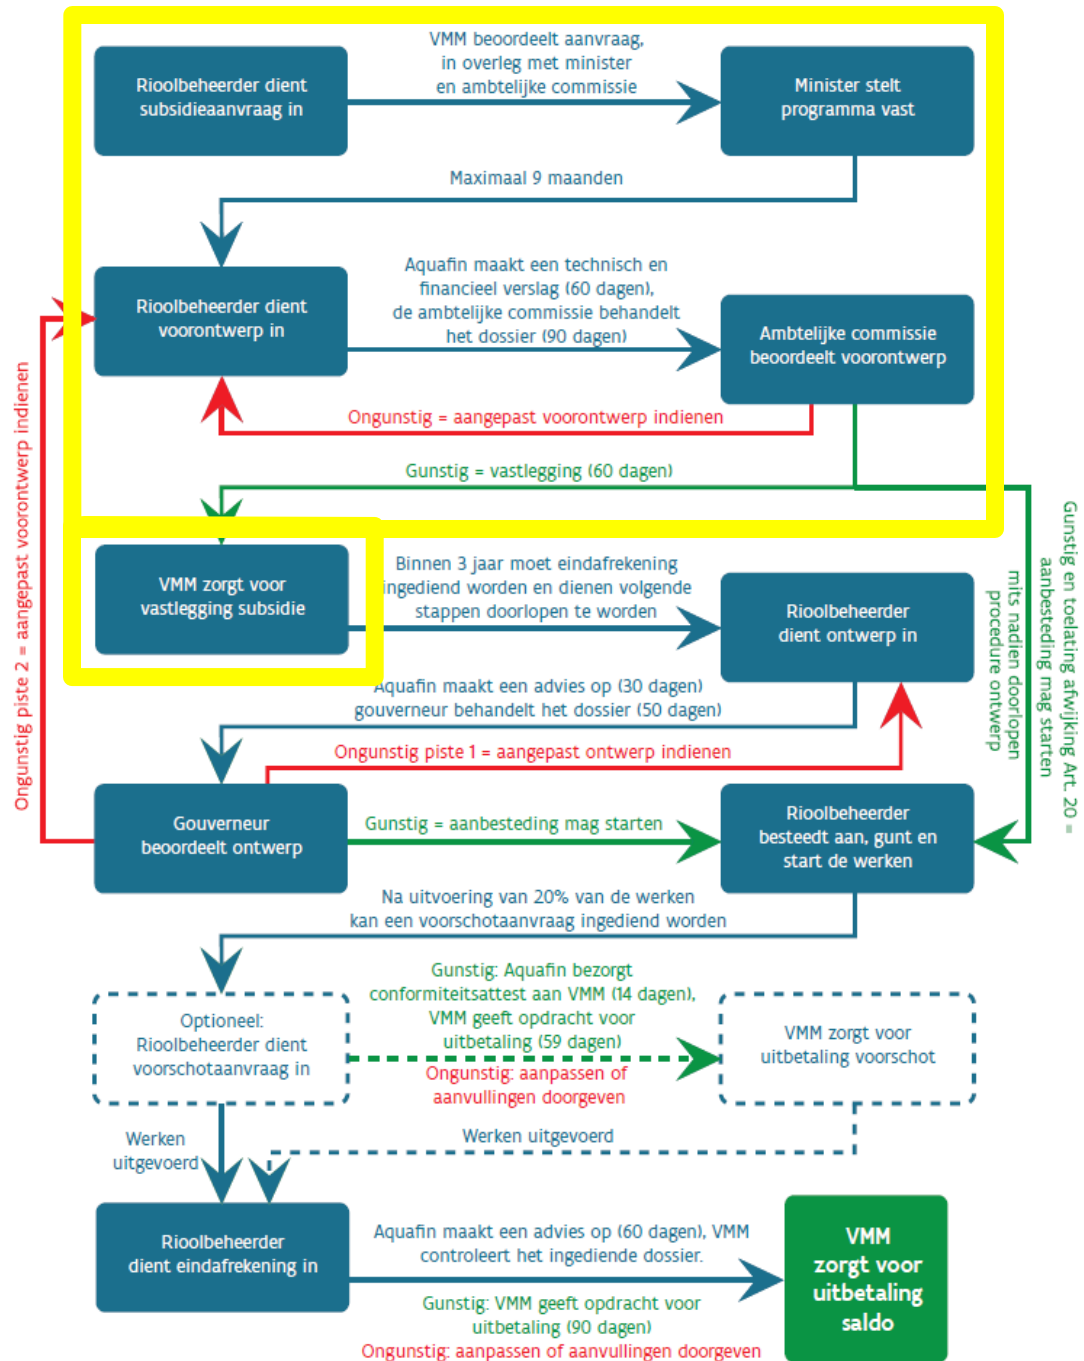 VMM beoordeelt aanvraag,
in overleg met minister
en ambtelijke commissie
Rioolbeheerder dient
subsidieaanvraag in
Minister stelt
programma vast
Maximaal 9 maanden
Aquafin maakt een technisch en
financieel verslag (60 dagen),
de ambtelijke commissie behandelt
het dossier (90 dagen)
Rioolbeheerder dient
voorontwerp in
Ambtelijke commissie
beoordeelt voorontwerp
Ongunstig = aangepast voorontwerp indienen
Gunstig = vastlegging (60 dagen)
Ongunstig piste 2 = aangepast voorontwerp indienen
Gunstig en toelating afwijking Art. 20 =
aanbesteding mag starten
mits nadien doorlopen
procedure ontwerp
VMM zorgt voor
vastlegging subsidie
Binnen 3 jaar moet eindafrekening
ingediend worden en dienen volgende
stappen doorlopen te worden
Rioolbeheerder
dient ontwerp in
Aquafin maakt een advies op (30 dagen)
gouverneur behandelt het dossier (50 dagen)
Ongunstig piste 1 = aangepast ontwerp indienen
Gouverneur
beoordeelt ontwerp
Gunstig = aanbesteding mag starten
Rioolbeheerder
besteedt aan, gunt en
start de werken
Na uitvoering van 20% van de werken
kan een voorschotaanvraag ingediend worden
Optioneel:
Rioolbeheerder dient
voorschotaanvraag in
Gunstig: Aquafin bezorgt
conformiteitsattest aan VMM (14 dagen),
VMM geeft opdracht voor
uitbetaling (59 dagen)
Ongunstig: aanpassen of
aanvullingen doorgeven
VMM zorgt voor
uitbetaling voorschot
Werken
uitgevoerd
Werken uitgevoerd
Rioolbeheerder
dient eindafrekening in
Aquafin maakt een advies op (60 dagen), VMM
controleert het ingediende dossier.
Gunstig: VMM geeft opdracht voor
uitbetaling (90 dagen)
Ongunstig: aanpassen of aanvullingen doorgeven
VMM
zorgt voor
uitbetaling
saldo